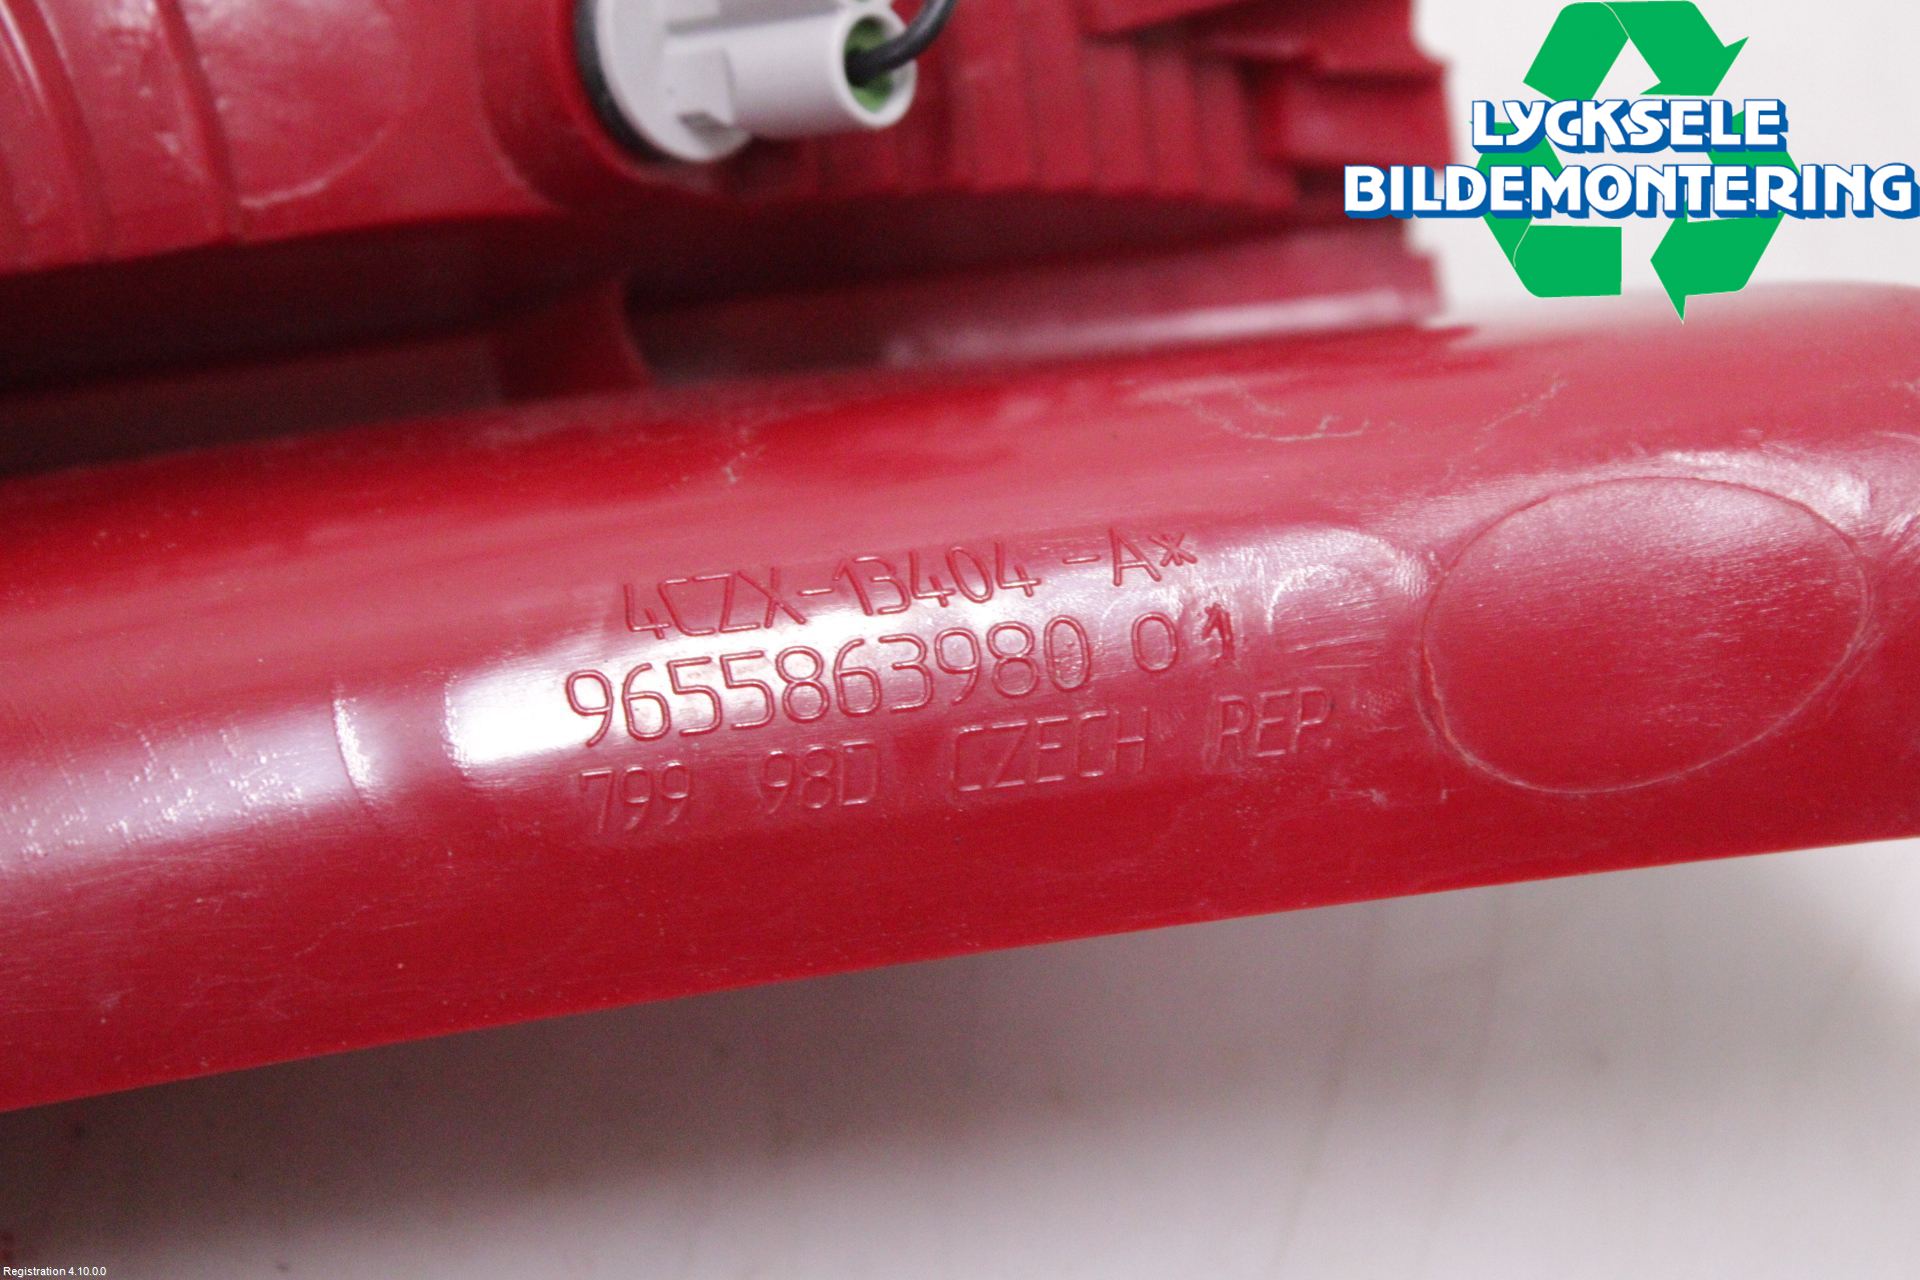 LYCKSELE
BILDEMONTERING
4CZX-13404-A*
9655863980 01
799 98D CZECH REP.
Registration 4.10.0.0